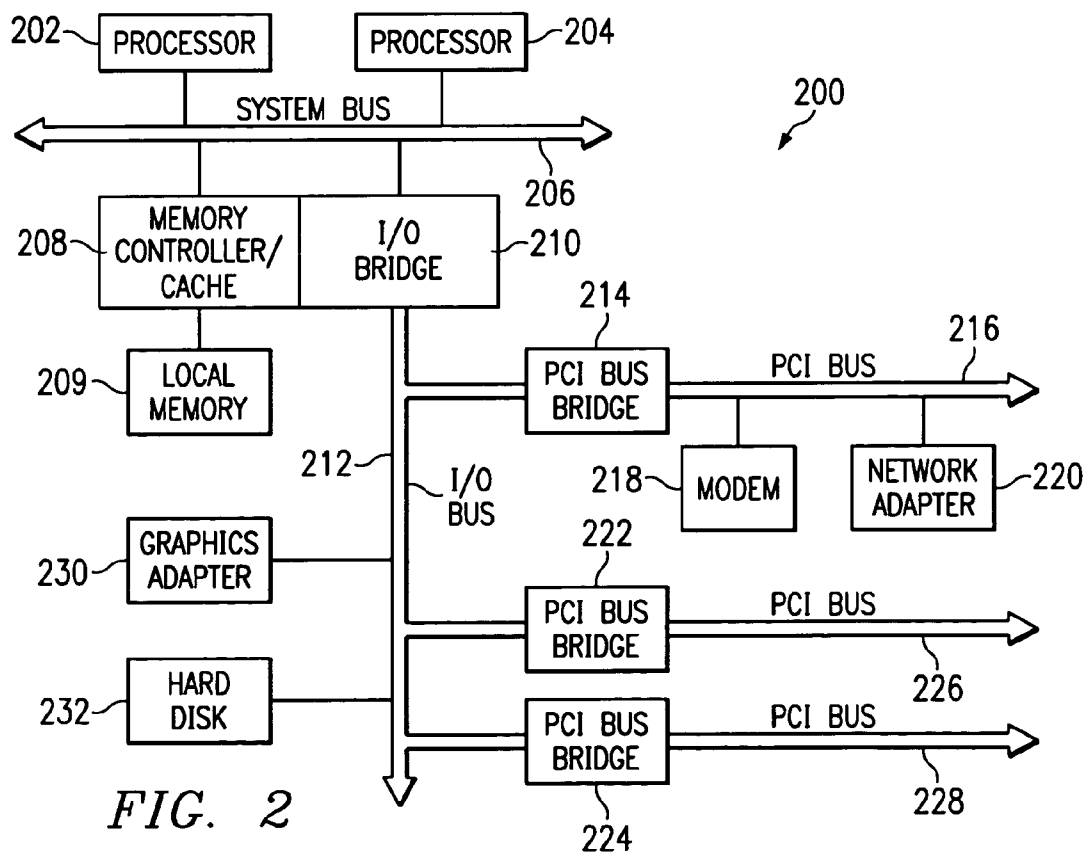 202
PROCESSOR
PROCESSOR
204
SYSTEM BUS
200
206
208
MEMORY
CONTROLLER/
CACHE
I/O
BRIDGE
210
214
216
209
LOCAL
MEMORY
PCI BUS
BRIDGE
PCI BUS
212
I/O
BUS
218
MODEM
NETWORK
ADAPTER
220
230
GRAPHICS
ADAPTER
222
PCI BUS
BRIDGE
PCI BUS
226
232
HARD
DISK
PCI BUS
BRIDGE
PCI BUS
228
224
FIG. 2